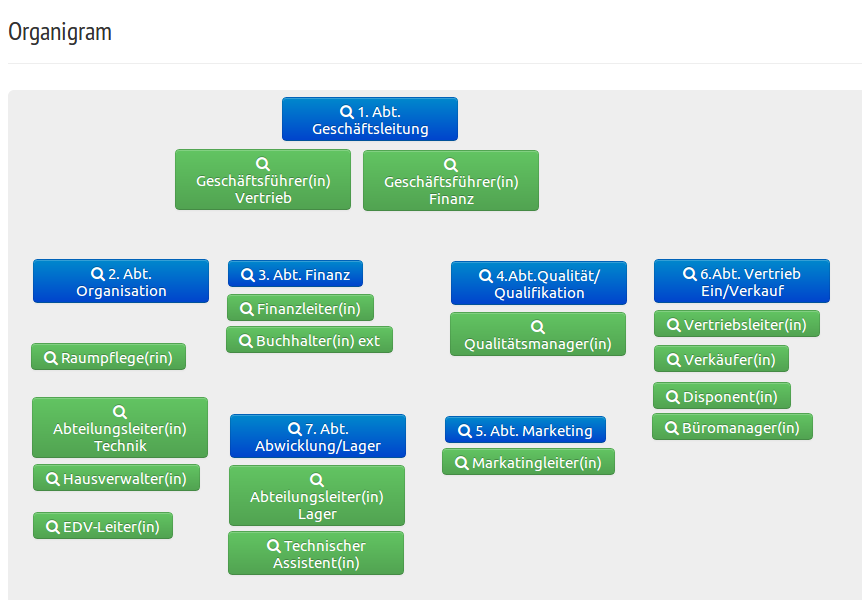 Organigram
1. Abt.
Geschäftsleitung
Geschäftsführer(in)
Vertrieb
Geschäftsführer(in)
Finanz
2. Abt.
Organisation
Raumpflege(rin)
Abteilungsleiter(in)
Technik
Hausverwalter(in)
EDV-Leiter(in)
3. Abt. Finanz
Finanzleiter(in)
Buchhalter(in) ext
7. Abt.
Abwicklung/Lager
Abteilungsleiter(in)
Lager
Technischer
Assistent(in)
4.Abt.Qualität/
Qualifikation
Qualitätsmanager(in)
5. Abt. Marketing
Markatingleiter(in)
6.Abt. Vertrieb
Ein/Verkauf
Vertriebsleiter(in)
Verkäufer(in)
Disponent(in)
Büromanager(in)